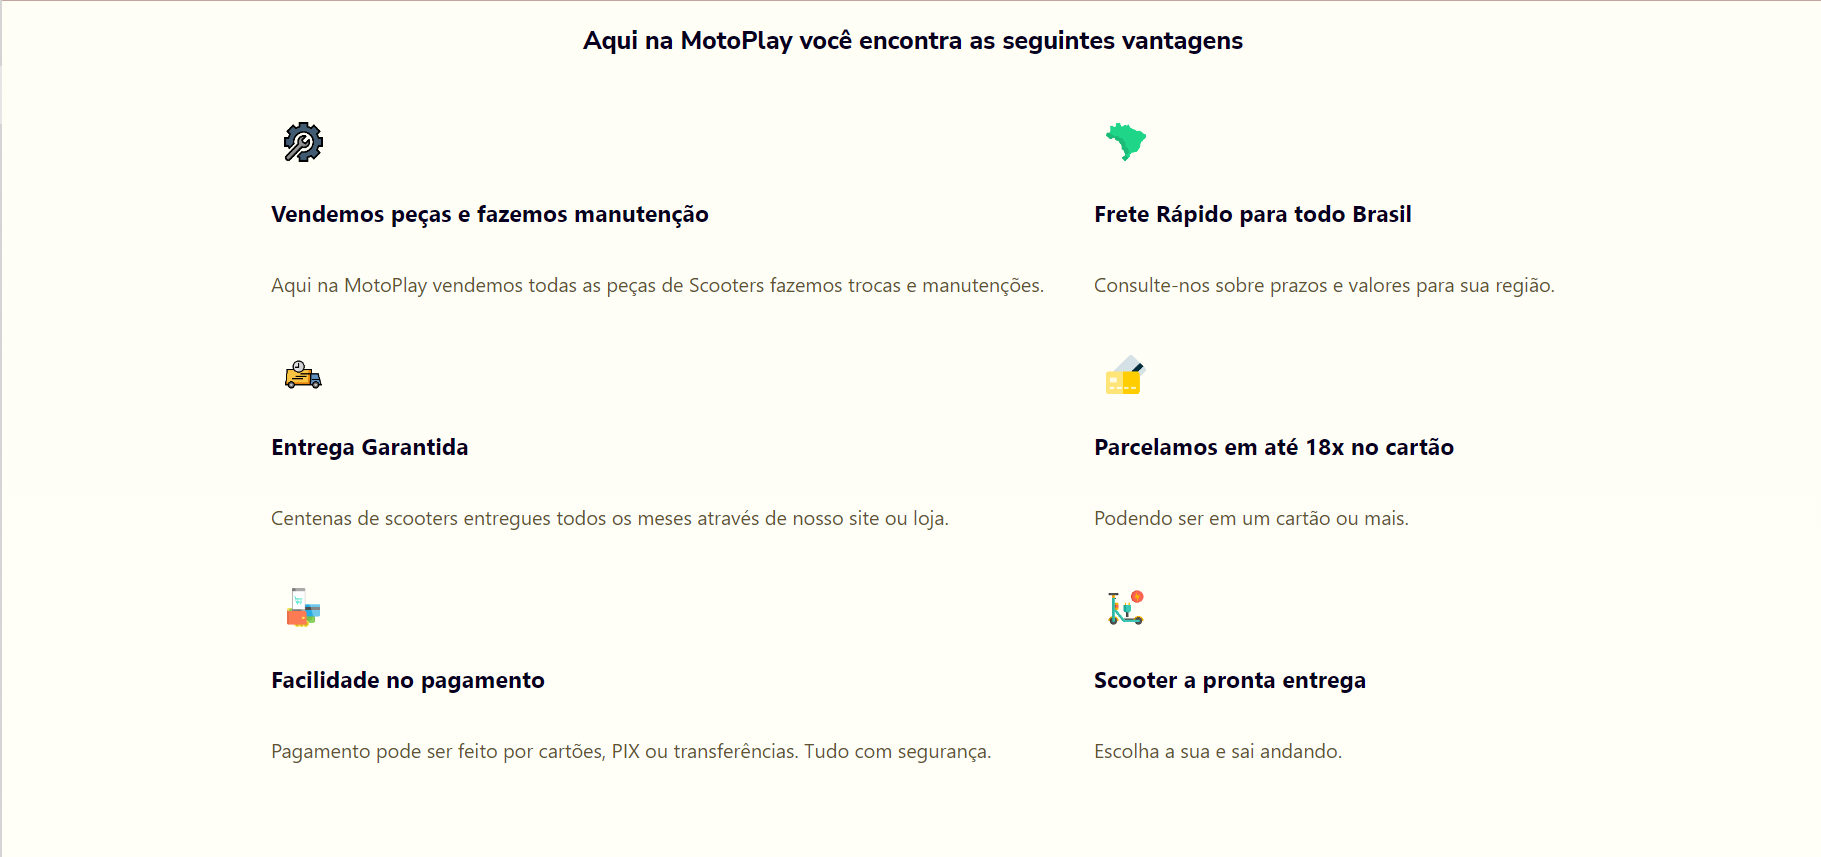 Aqui na MotoPlay você encontra as seguintes vantagens
Vendemos peças e fazemos manutenção
Aqui na MotoPlay vendemos todas as peças de Scooters fazemos trocas e manutenções.
Frete Rápido para todo Brasil
Consulte-nos sobre prazos e valores para sua região.
Entrega Garantida
Centenas de scooters entregues todos os meses através de nosso site ou loja.
Parcelamos em até 18x no cartão
Podendo ser em um cartão ou mais.
Facilidade no pagamento
Pagamento pode ser feito por cartões, PIX ou transferências. Tudo com segurança.
Scooter a pronta entrega
Escolha a sua e sai andando.